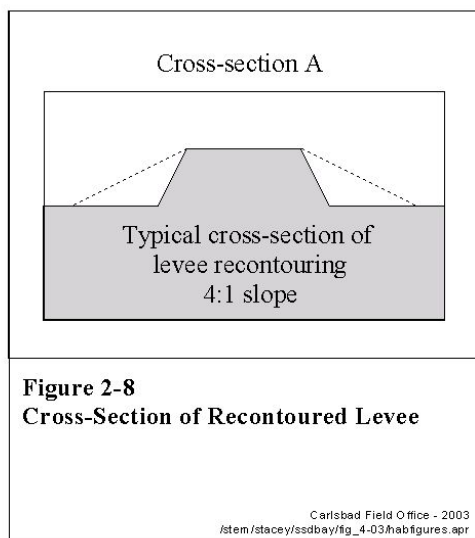 Cross-section A
Typical cross-section of
levee recontouring
4:1 slope
Figure 2-8
Cross-Section of Recontoured Levee
Carlsbad Field Office - 2003
/stem/stacey/ssdbay/fig_4-03/habfigures.apr